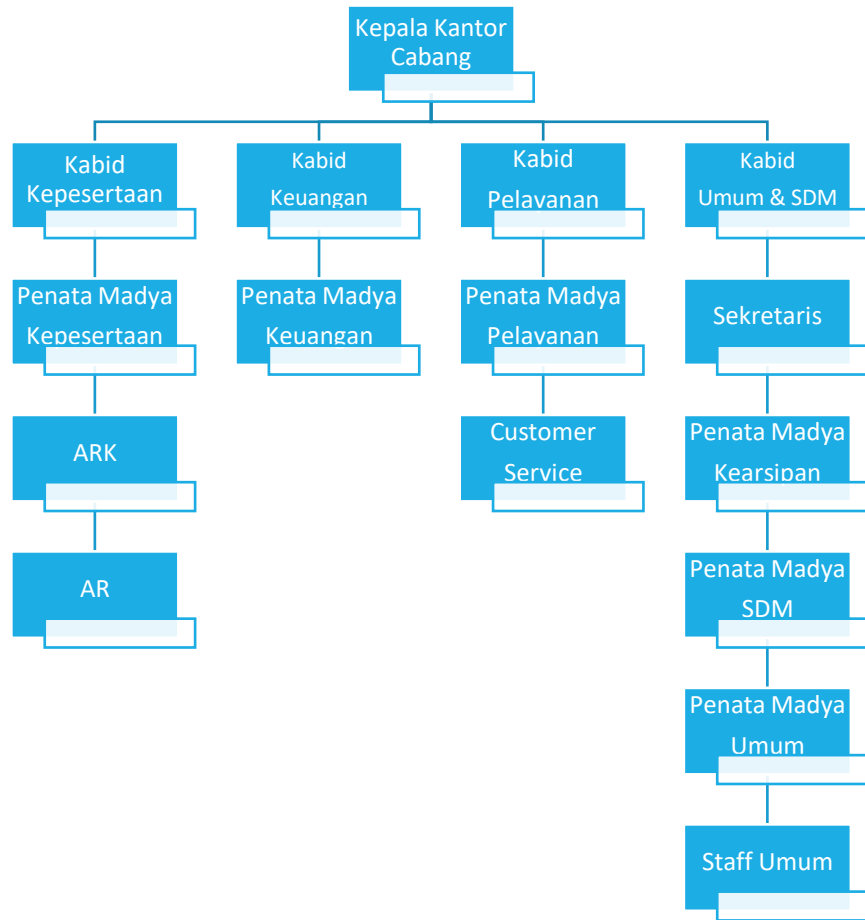 Kepala Kantor
Cabang
Kabid
Kepesertaan
Kabid
Keuangan
Kabid
Pelayanan
Kabid
Umum & SDM
Penata Madya
Kepesertaan
Penata Madya
Keuangan
Penata Madya
Pelayanan
Sekretaris
ARK
Customer
Service
Penata Madya
Kearsipan
AR
Penata Madya
SDM
Penata Madya
Umum
Staff Umum